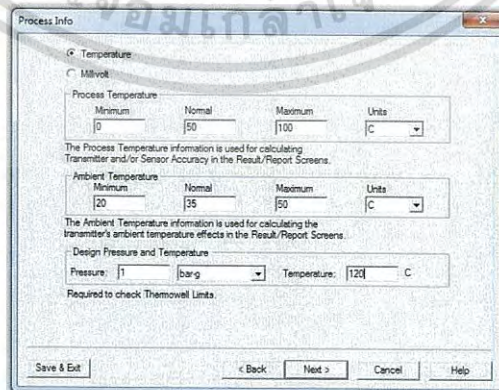 Process Info
Temperature
Millivolt
Process Temperature
Minimum Normal Maximum Units
0 50 100 C
The Process Temperature information is used for calculating
Transmitter and/or Sensor Accuracy in the Result/Report Screens.
Ambient Temperature
Minimum Normal Maximum Units
20 35 50 C
The Ambient Temperature information is used for calculating the
transmitter's ambient temperature effects in the Result/Report Screens.
Design Pressure and Temperature
Pressure: 1 bar-g Temperature: 120 C
Required to check Thermowell Limits.
Save & Exit < Back Next > Cancel Help